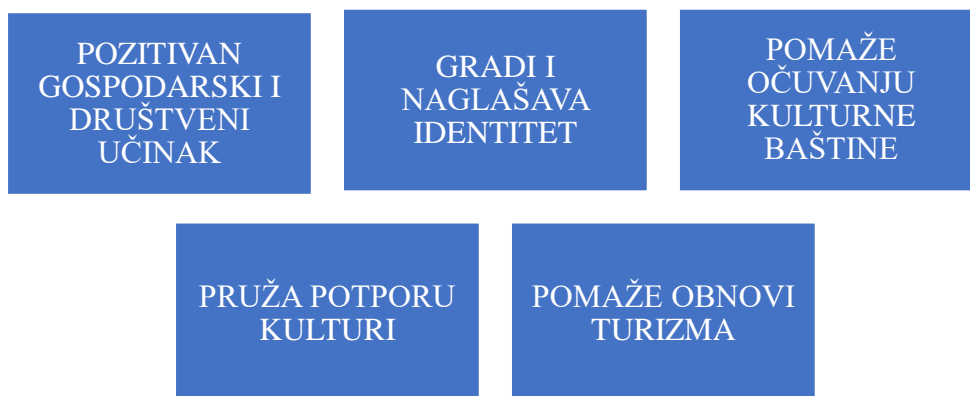 POZITIVAN
GOSPODARSKI I
DRUŠTVENI
UČINAK
GRADI I
NAGLAŠAVA
IDENTITET
POMAŽE
OČUVANJU
KULTURNE
BAŠTINE
PRUŽA POTPORU
KULTURI
POMAŽE OBNOVI
TURIZMA